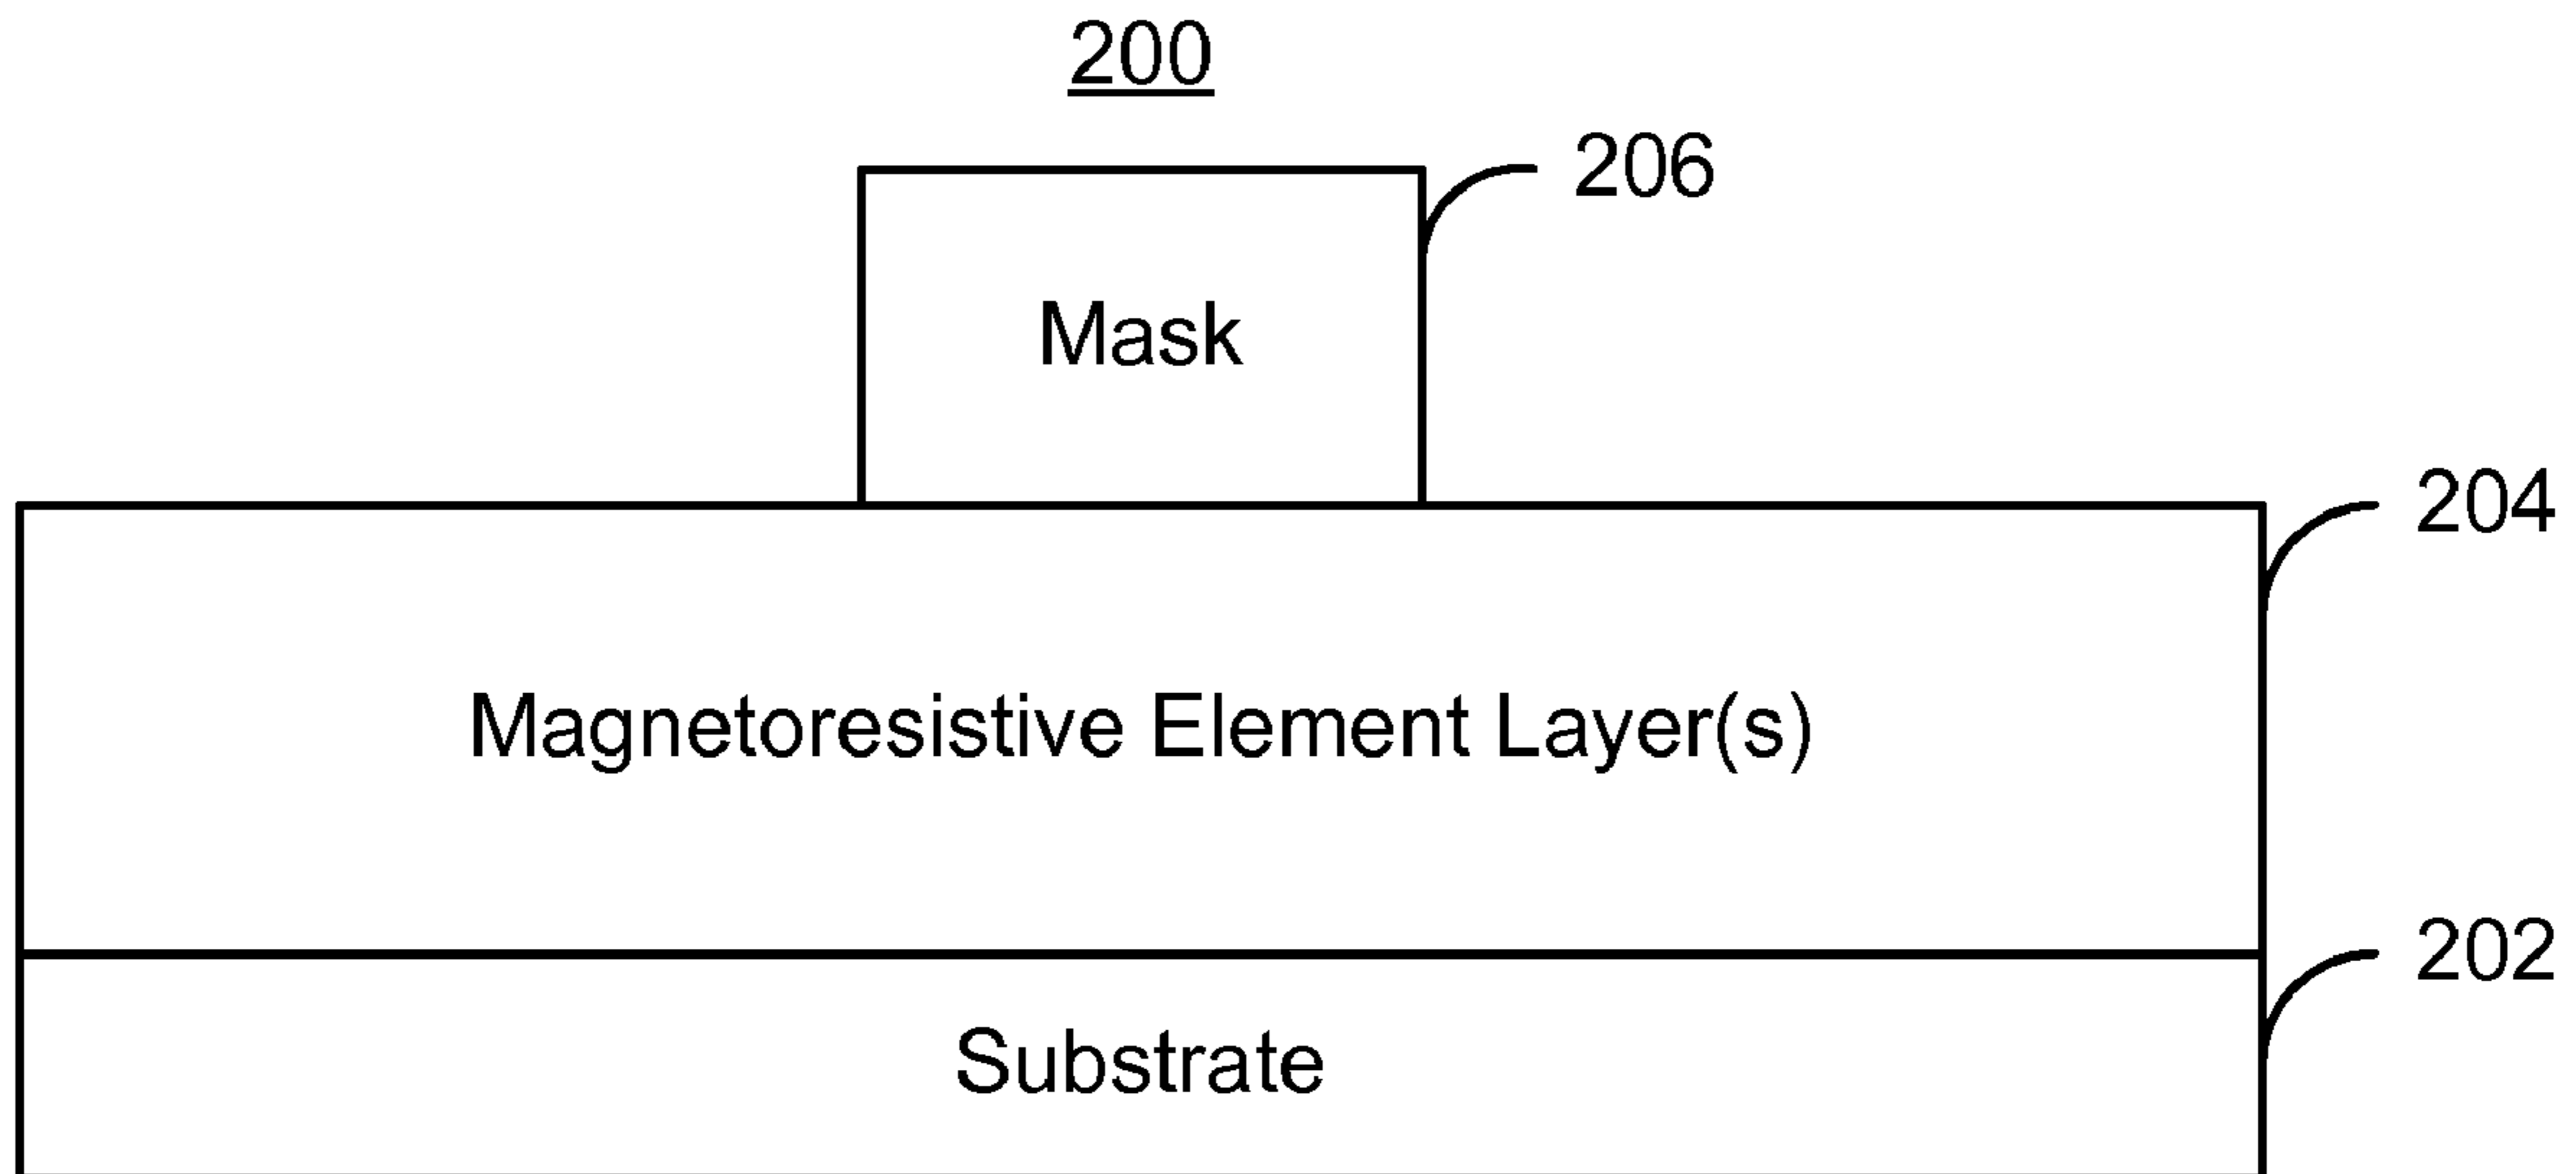 200
206
Mask
204
Magnetoresistive Element Layer(s)
202
Substrate